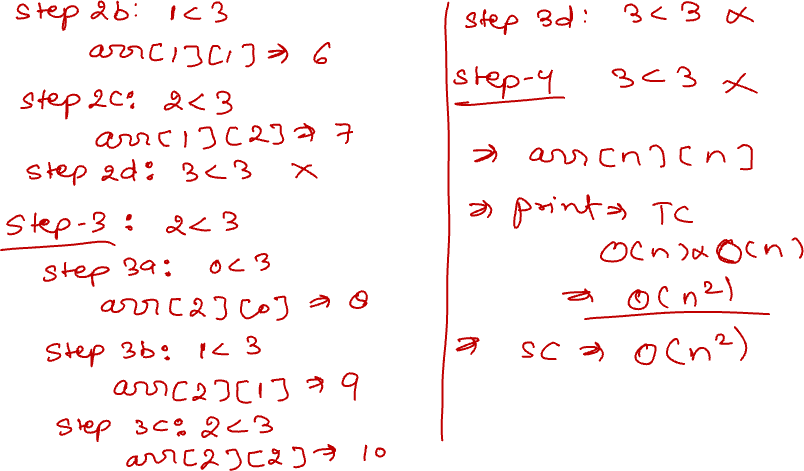 Step 2b: 1<3
arr[1][1] ⇒ 6
Step 2c: 2<3
arr[1][2] ⇒ 7
Step 2d: 3<3 ×
Step-3: 2<3
Step 3a: 0<3
arr[2][0] ⇒ 8
Step 3b: 1<3
arr[2][1] ⇒ 9
Step 3c: 2<3
arr[2][2] ⇒ 10
Step 3d: 3<3 ×
Step-4 3<3 ×
⇒ arr[n][n]
⇒ print ⇒ TC
O(n) × O(n)
⇒ O(n²)
⇒ SC ⇒ O(n²)